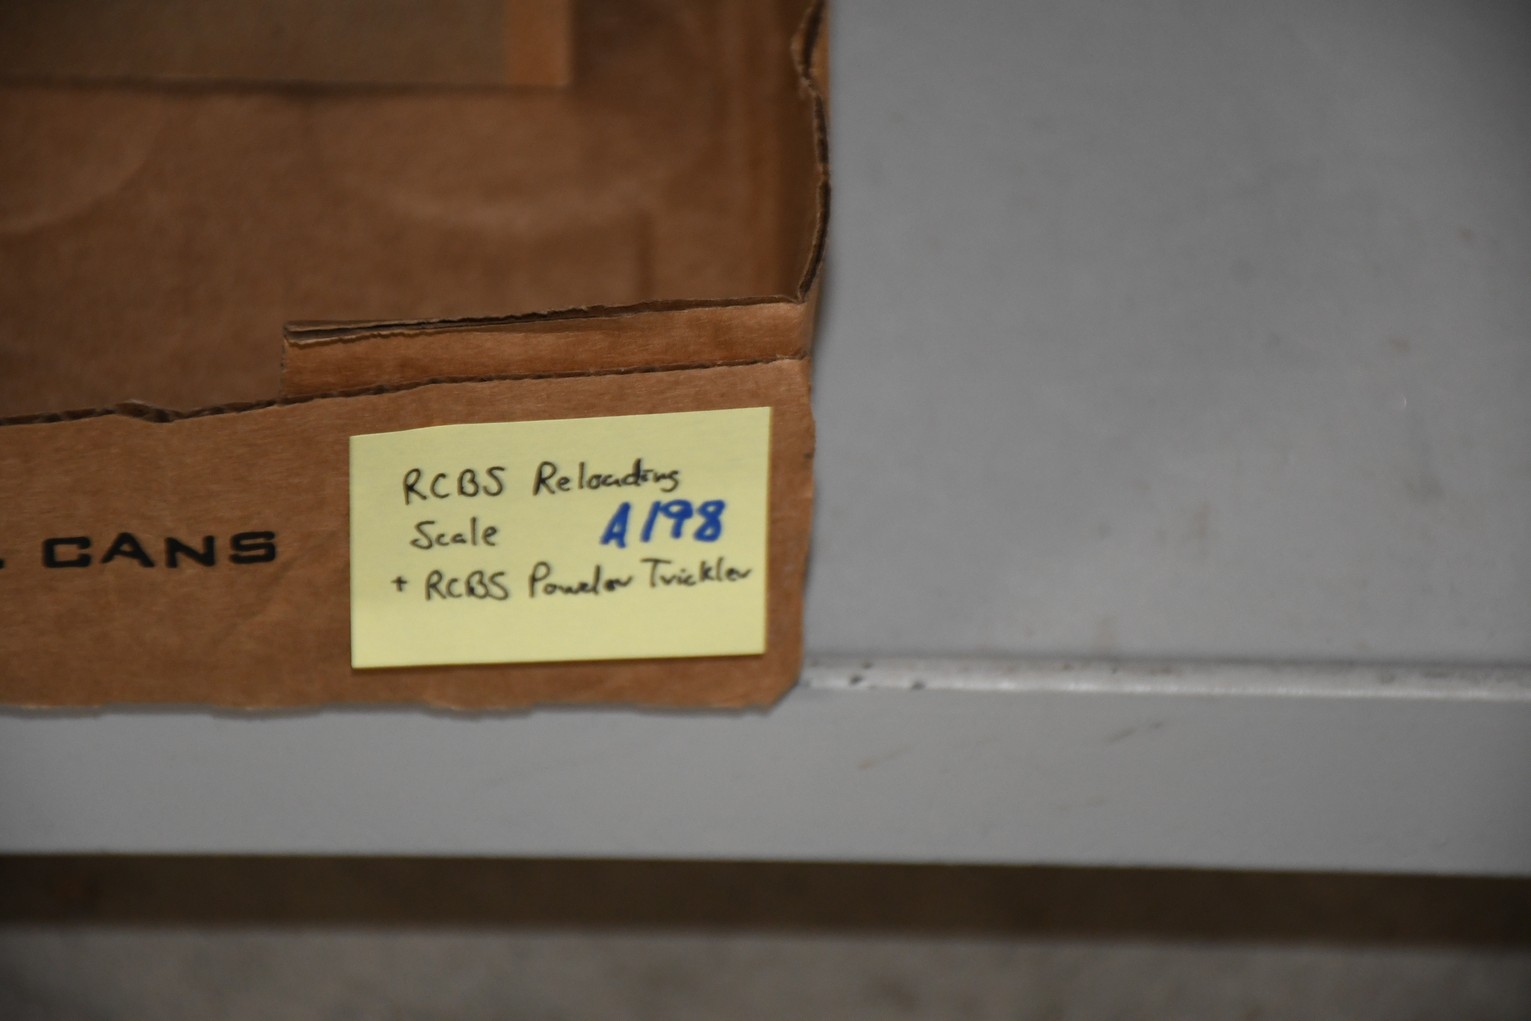 CANS
RCBS Reloading
Scale A198
+ RCBS Powder Trickler